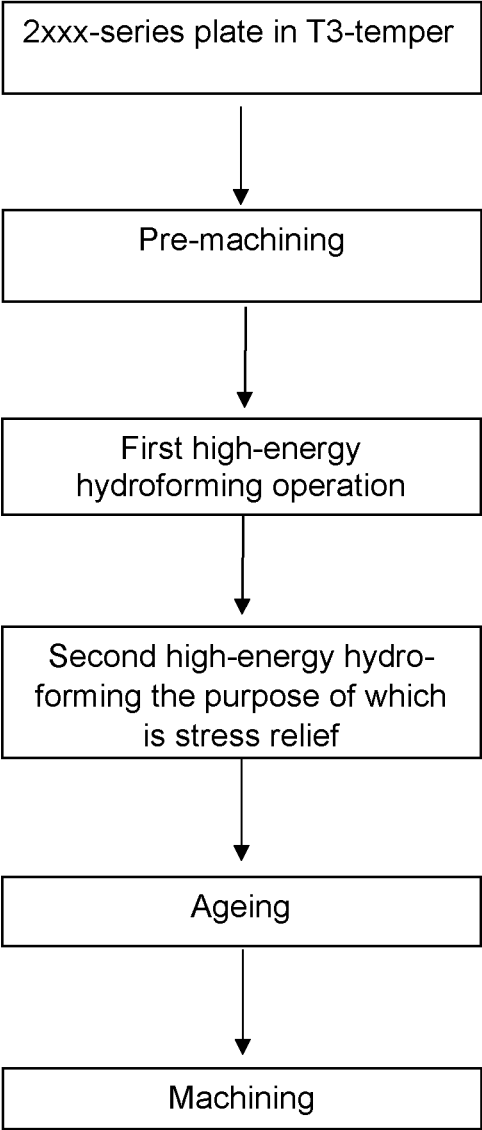 2xxx-series plate in T3-temper
Pre-machining
First high-energy
hydroforming operation
Second high-energy hydro-
forming the purpose of which
is stress relief
Ageing
Machining